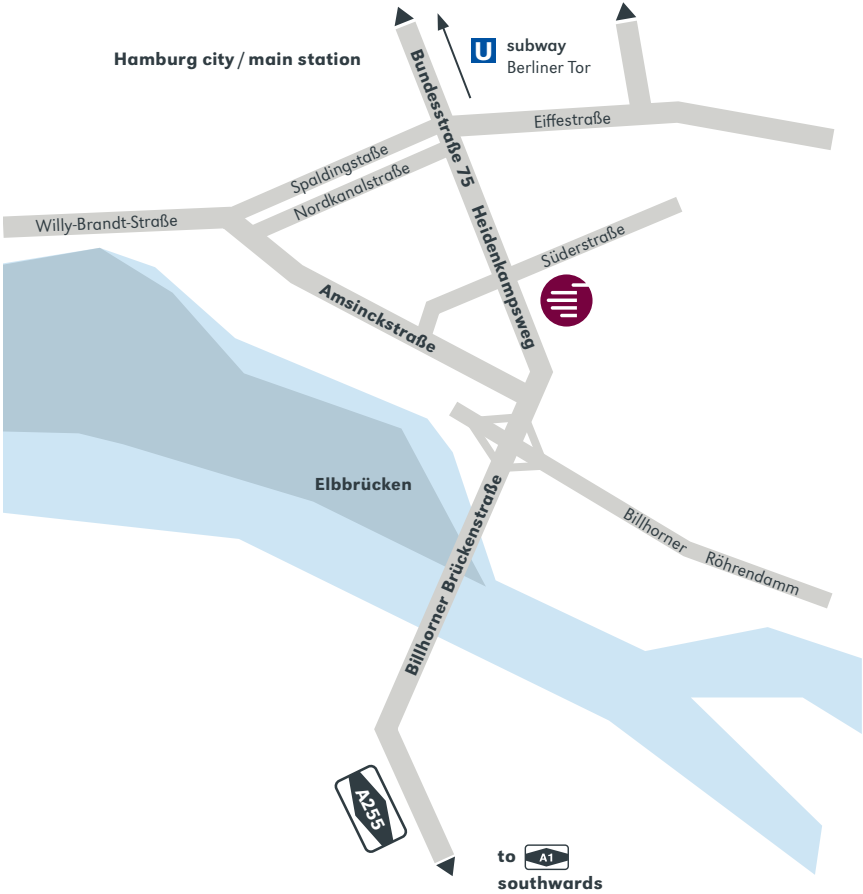 Hamburg city / main station
U
subway
Berliner Tor
Bundesstraße 75
Eiffestraße
Spaldingstaße
Nordkanalstraße
Willy-Brandt-Straße
Heidenkampsweg
Süderstraße
Amsinckstraße
Elbbrücken
Billhorner Brückenstraße
Billhorner Röhrendamm
A255
to A1
southwards